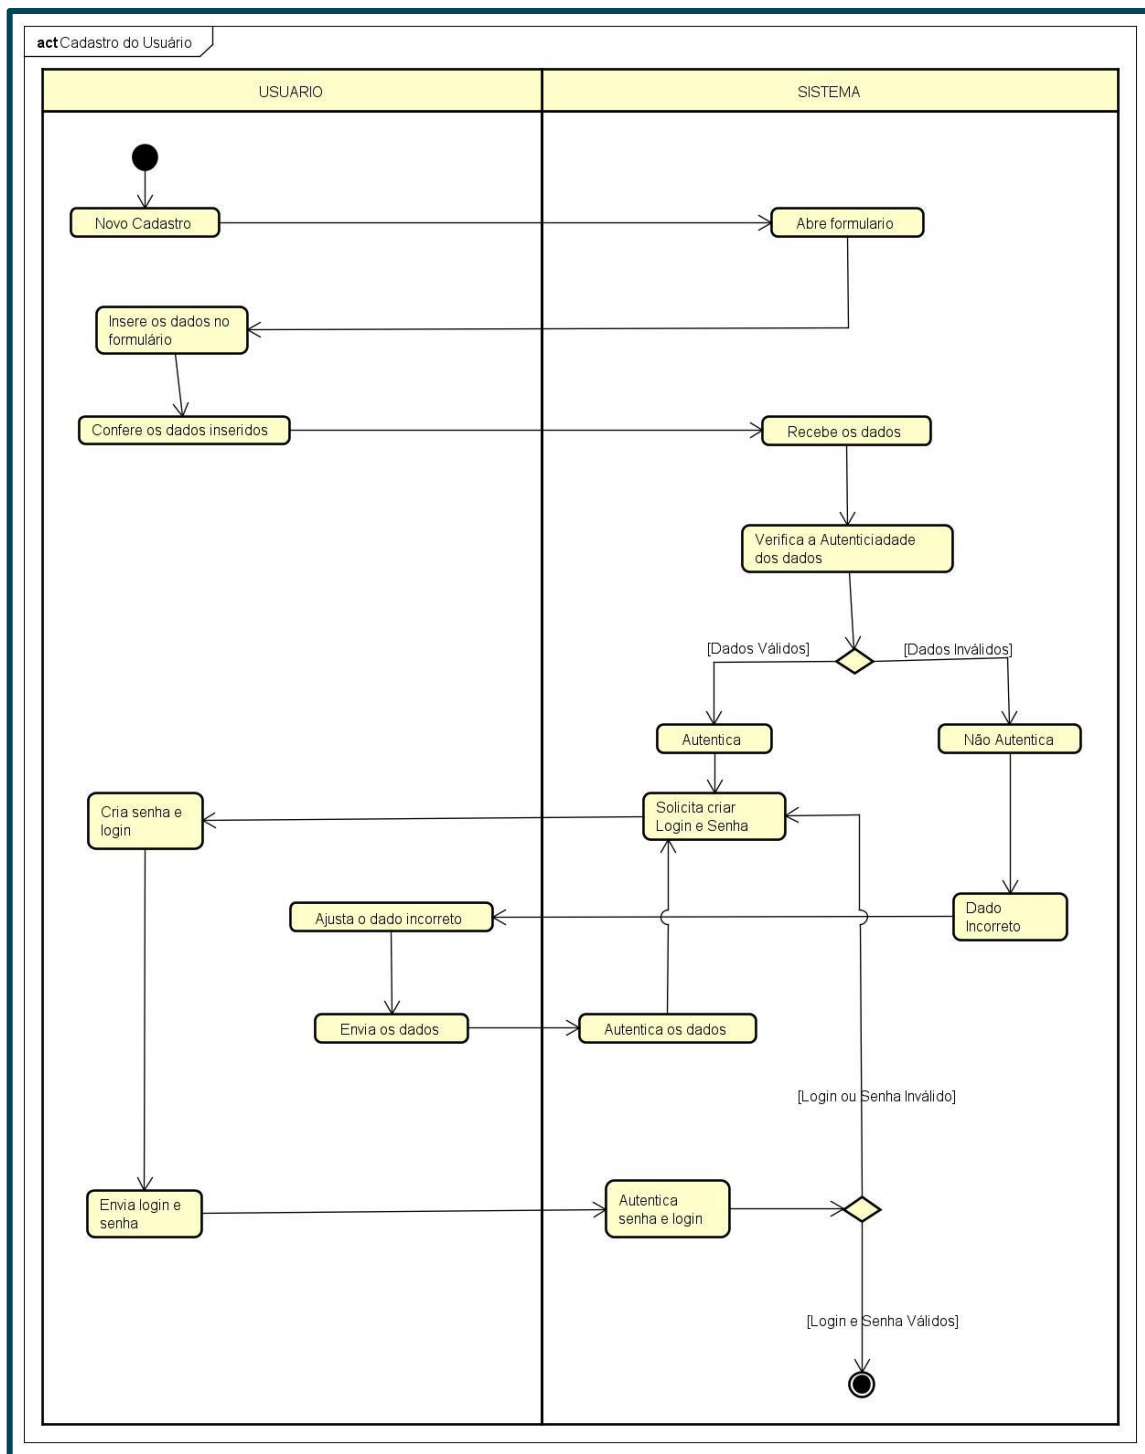 act Cadastro do Usuário
USUARIO
SISTEMA
Novo Cadastro
Abre formulario
Insere os dados no
formulário
Confere os dados inseridos
Recebe os dados
Verifica a Autenticiadade
dos dados
[Dados Válidos]
[Dados Inválidos]
Autentica
Não Autentica
Cria senha e
login
Solicita criar
Login e Senha
Ajusta o dado incorreto
Dado
Incorreto
Envia os dados
Autentica os dados
[Login ou Senha Inválido]
Envia login e
senha
Autentica
senha e login
[Login e Senha Válidos]